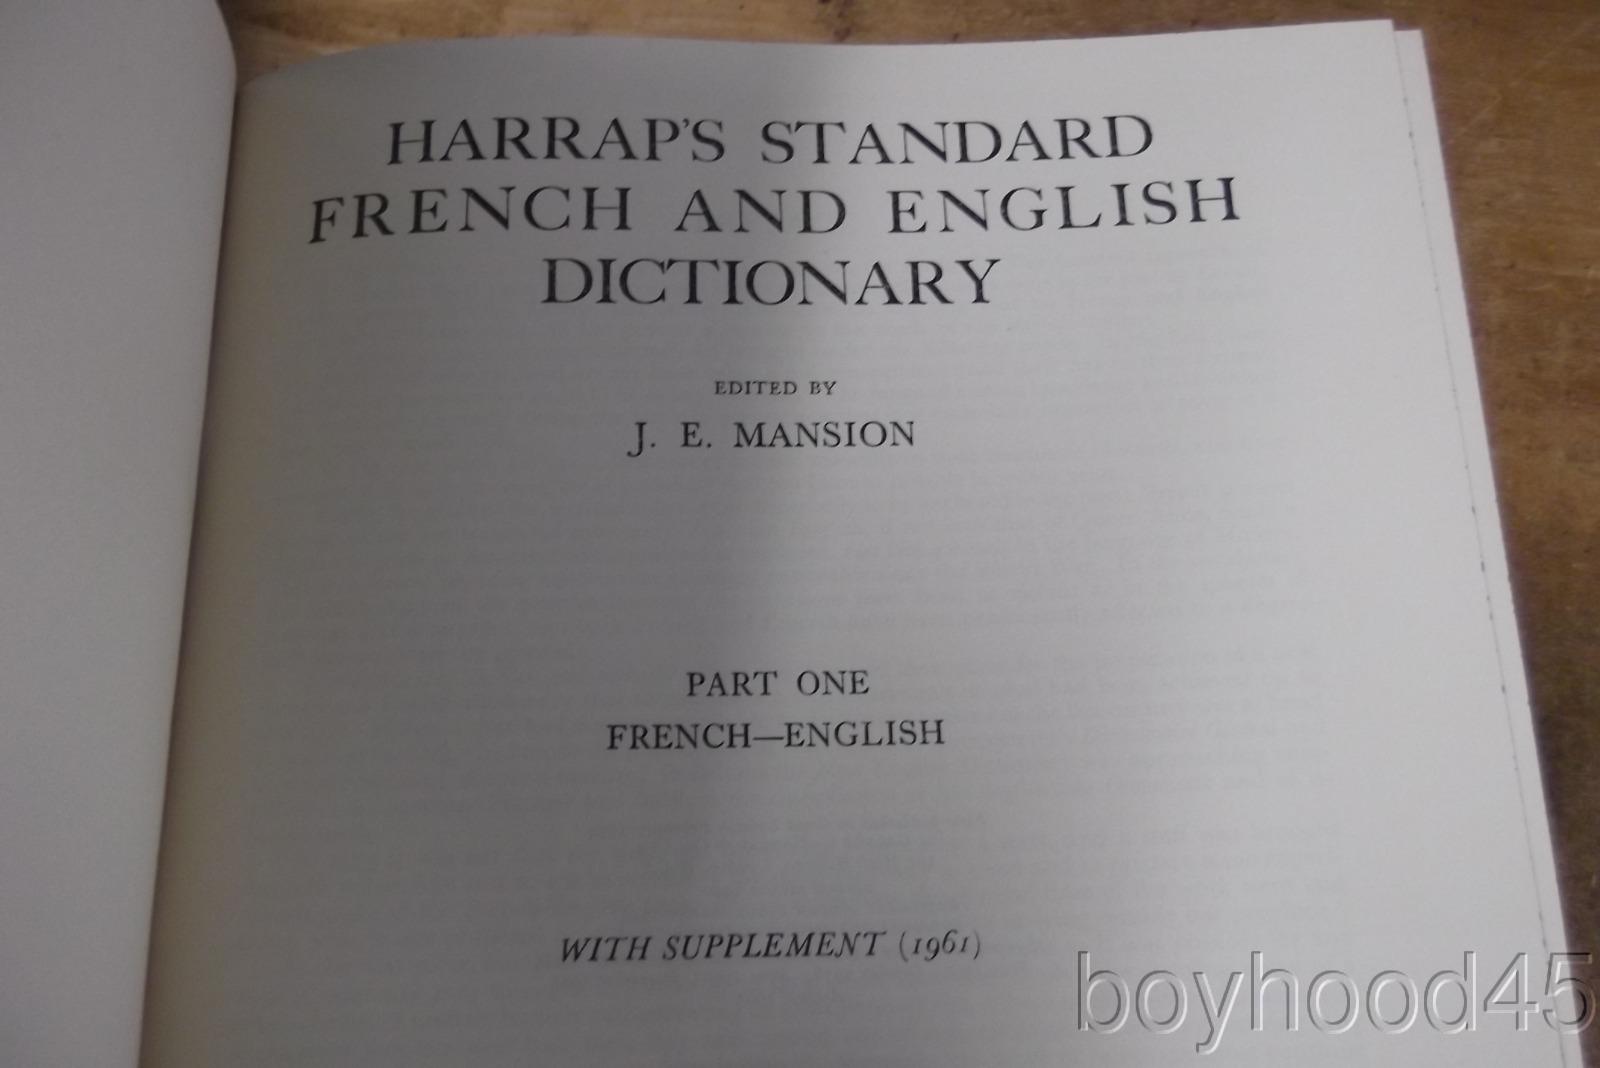 HARRAP'S STANDARD
FRENCH AND ENGLISH
DICTIONARY
EDITED BY
J. E. MANSION
PART ONE
FRENCH—ENGLISH
WITH SUPPLEMENT (1961)
boyhood45